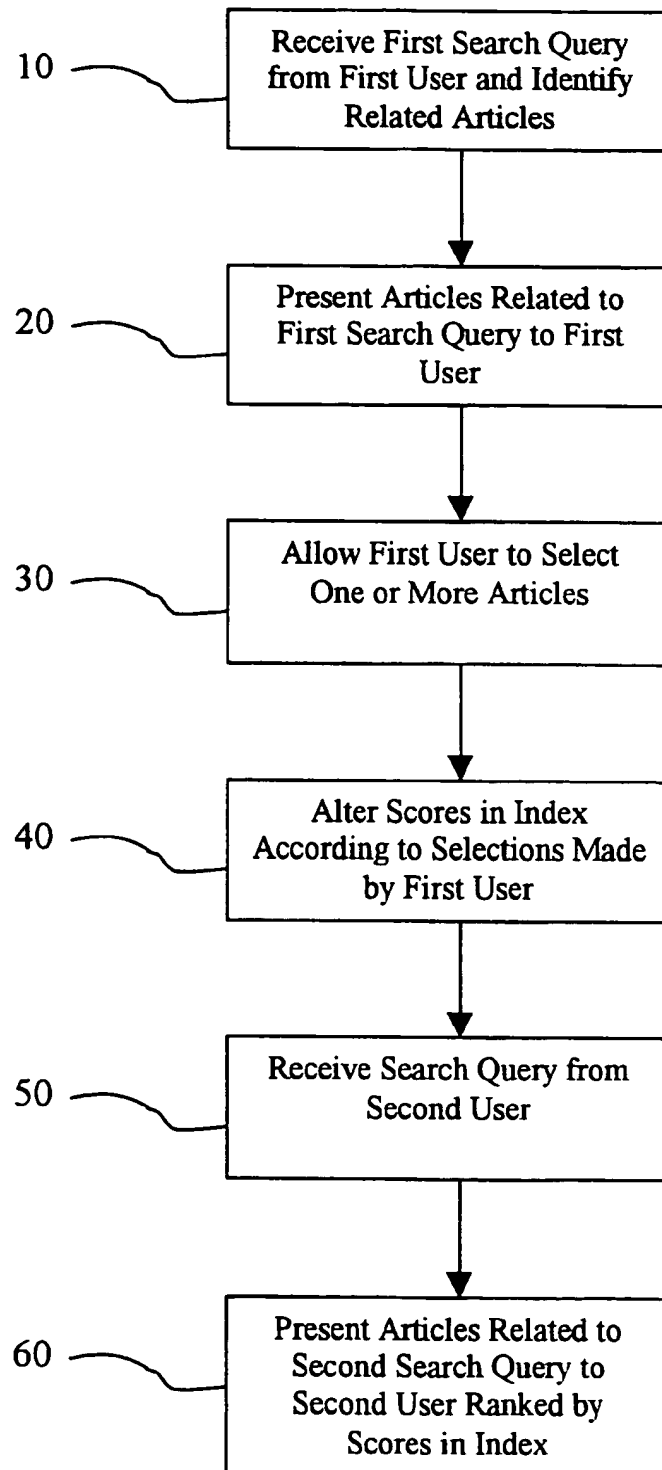 10
Receive First Search Query
from First User and Identify
Related Articles
20
Present Articles Related to
First Search Query to First
User
30
Allow First User to Select
One or More Articles
40
Alter Scores in Index
According to Selections Made
by First User
50
Receive Search Query from
Second User
60
Present Articles Related to
Second Search Query to
Second User Ranked by
Scores in Index